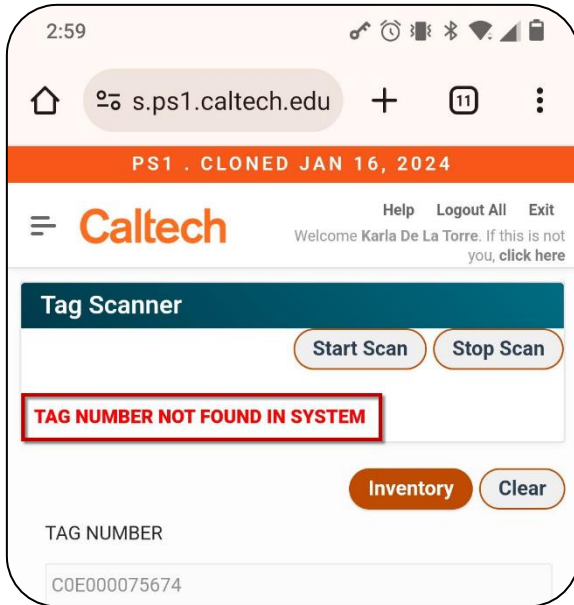 2:59
s.ps1.caltech.edu
11
PS1 . CLONED JAN 16, 2024
Caltech
Help Logout All Exit
Welcome Karla De La Torre. If this is not
you, click here
Tag Scanner
Start Scan Stop Scan
TAG NUMBER NOT FOUND IN SYSTEM
Inventory Clear
TAG NUMBER
C0E000075674